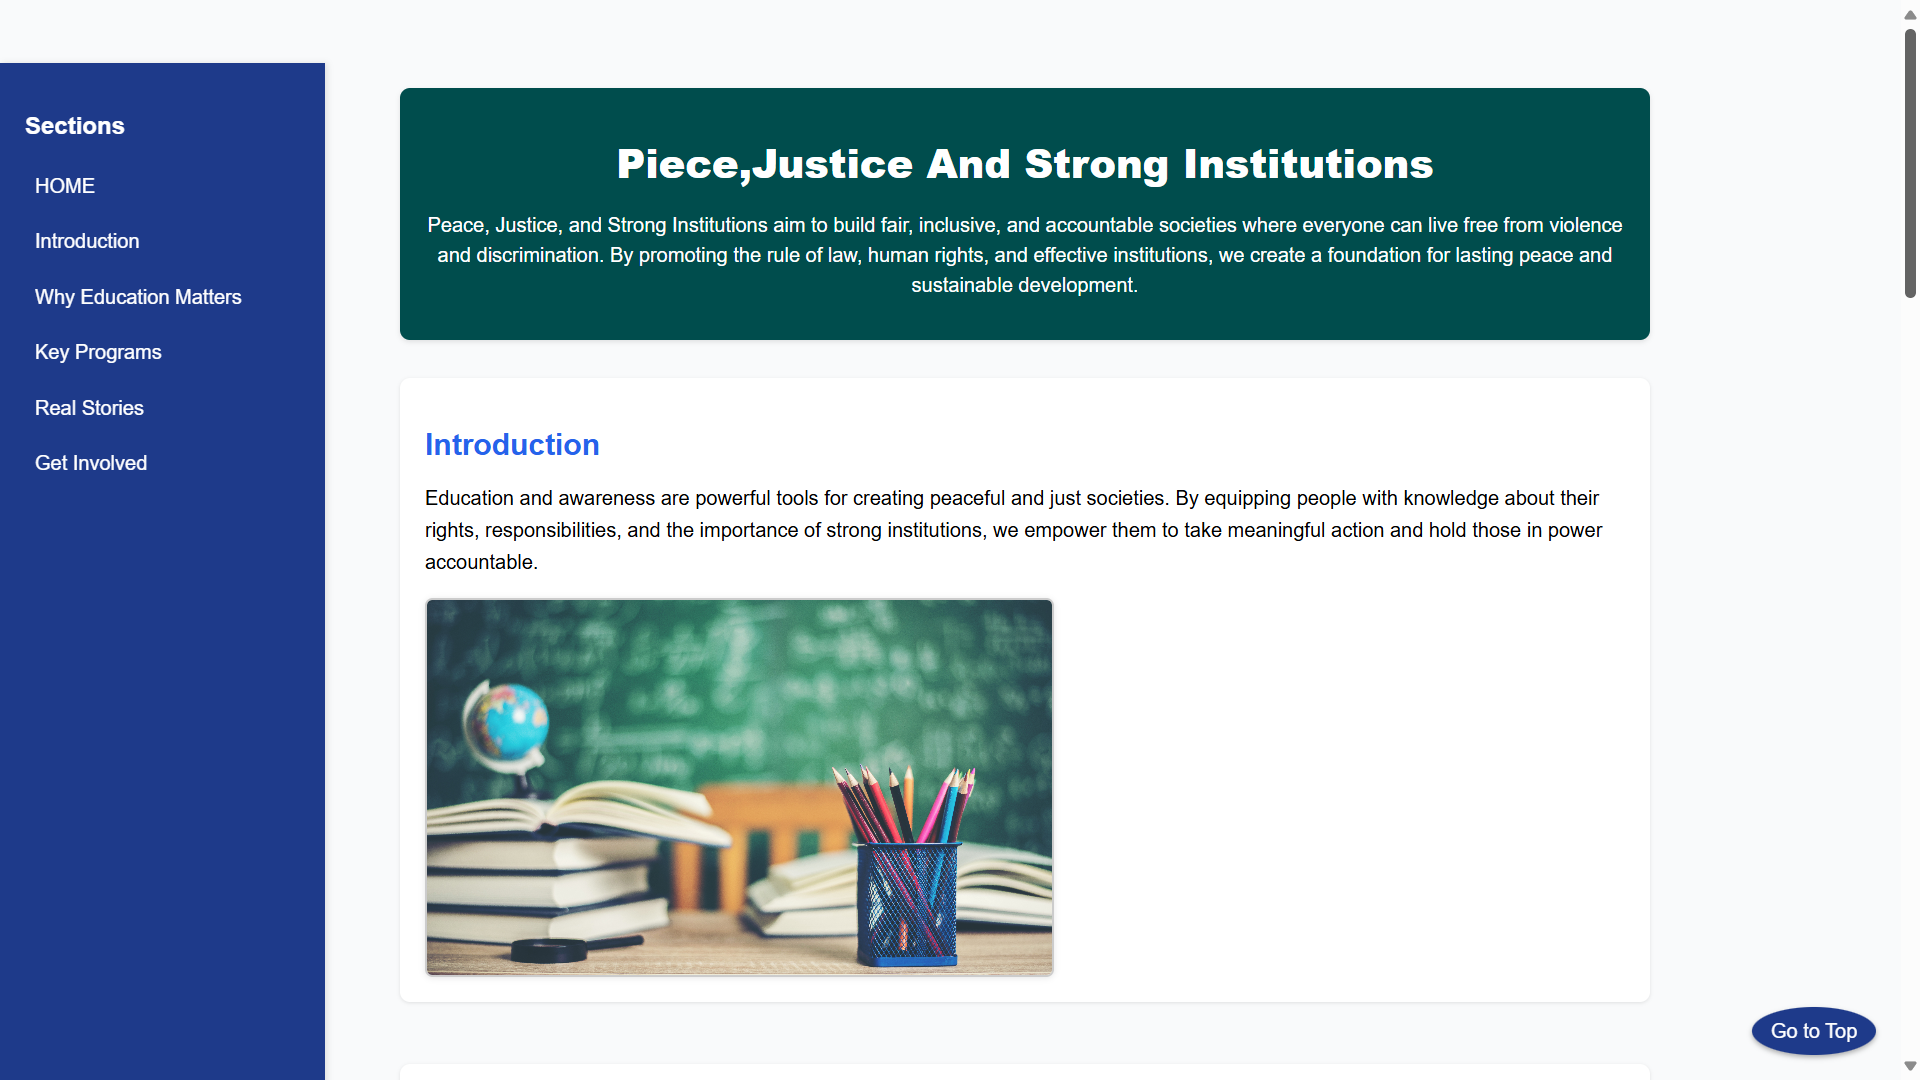 Sections
HOME
Introduction
Why Education Matters
Key Programs
Real Stories
Get Involved
Piece,Justice And Strong Institutions
Peace, Justice, and Strong Institutions aim to build fair, inclusive, and accountable societies where everyone can live free from violence
and discrimination. By promoting the rule of law, human rights, and effective institutions, we create a foundation for lasting peace and
sustainable development.
Introduction
Education and awareness are powerful tools for creating peaceful and just societies. By equipping people with knowledge about their
rights, responsibilities, and the importance of strong institutions, we empower them to take meaningful action and hold those in power
accountable.
Go to Top